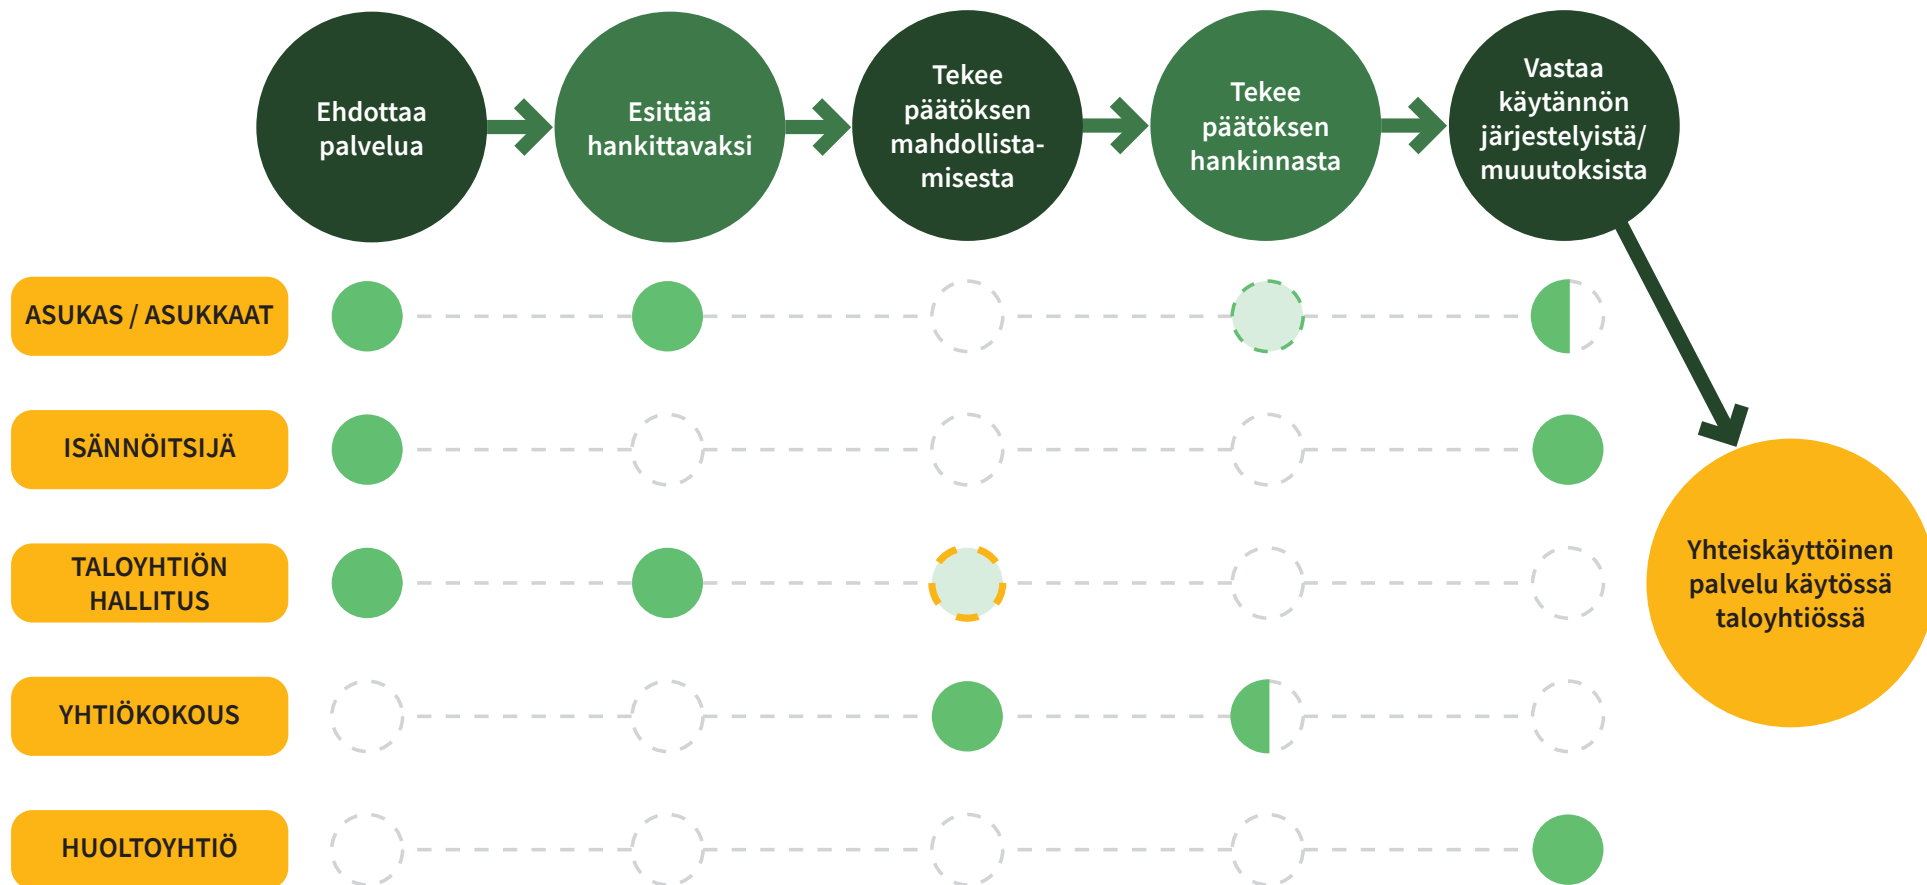 Ehdottaa
palvelua
Esittää
hankittavaksi
Tekee
päätöksen
mahdollista-
misesta
Tekee
päätöksen
hankinnasta
Vastaa
käytännön
järjestelyistä/
muuutoksista
ASUKAS / ASUKKAAT
ISÄNNÖITSIJÄ
TALOYHTIÖN
HALLITUS
Yhteiskäyttöinen
palvelu käytössä
taloyhtiössä
YHTIÖKOKOUS
HUOLTOYHTIÖ